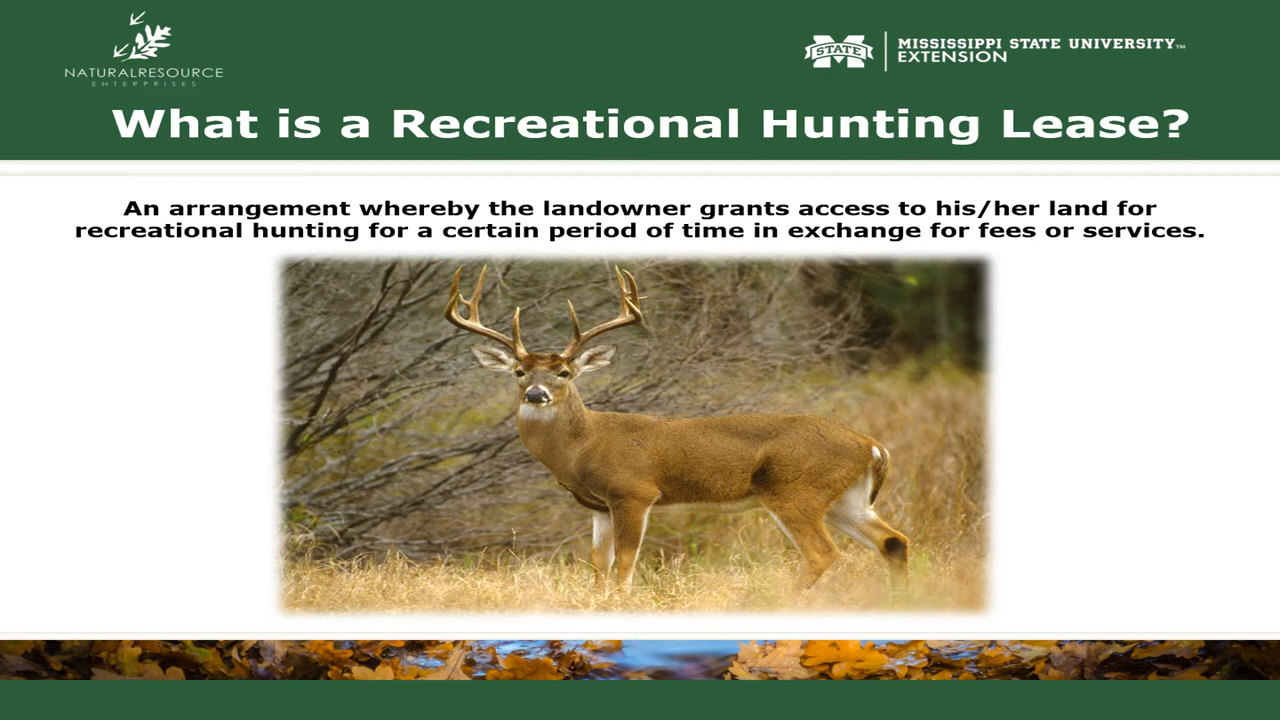 NATURALRESOURCE
ENTERPRISES
STATE
MISSISSIPPI STATE UNIVERSITY™
EXTENSION
What is a Recreational Hunting Lease?
An arrangement whereby the landowner grants access to his/her land for
recreational hunting for a certain period of time in exchange for fees or services.